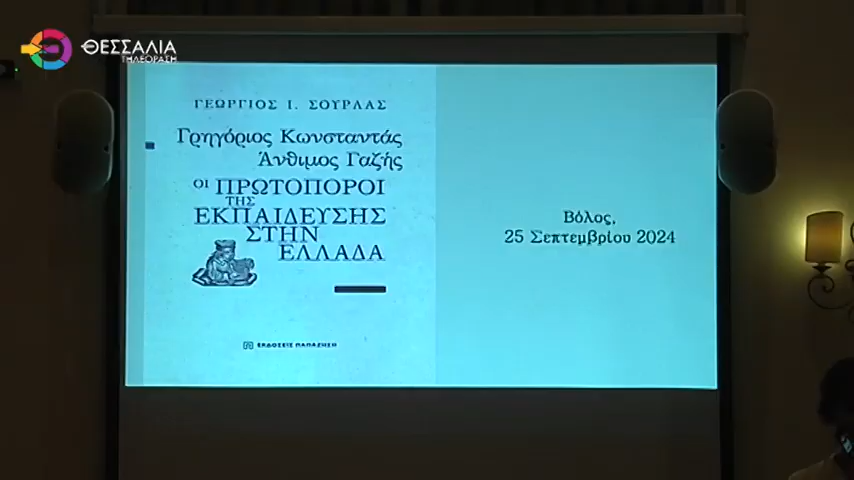 ΘΕΣΣΑΛΙΑ
ΤΗΛΕΟΡΑΣΗ
ΓΕΩΡΓΙΟΣ Ι. ΣΟΥΡΛΑΣ
Γρηγόριος Κωνσταντάς
Άνθιμος Γαζής
ΟΙ ΠΡΩΤΟΠΟΡΟΙ
ΤΗΣ
ΕΚΠΑΙΔΕΥΣΗΣ
ΣΤΗΝ
ΕΛΛΑΔΑ
ΕΚΔΟΣΕΙΣ ΠΑΠΑΖΗΣΗ
Βόλος,
25 Σεπτεμβρίου 2024